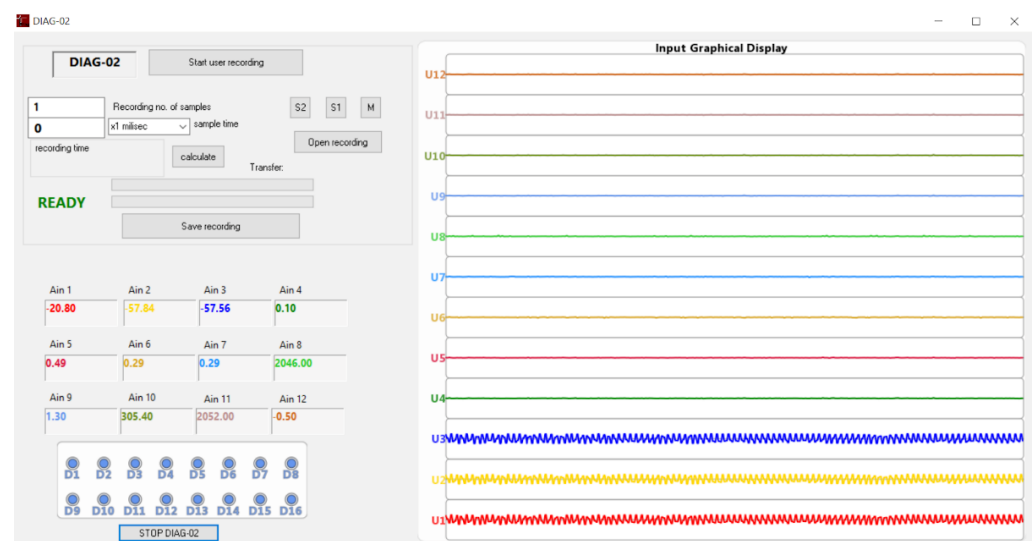 DIAG-02
DIAG-02
Start user recording
1
Recording no. of samples
S2 S1 M
0
x1 milisec
sample time
Open recording
recording time
calculate
Transfer:
READY
Save recording
Ain 1 Ain 2 Ain 3 Ain 4
-20.80 -57.84 -57.56 0.10
Ain 5 Ain 6 Ain 7 Ain 8
0.49 0.29 0.29 2046.00
Ain 9 Ain 10 Ain 11 Ain 12
1.30 305.40 2052.00 -0.50
D1 D2 D3 D4 D5 D6 D7 D8
D9 D10 D11 D12 D13 D14 D15 D16
STOP DIAG-02
Input Graphical Display
U12
U11
U10
U9
U8
U7
U6
U5
U4
U3
U2
U1